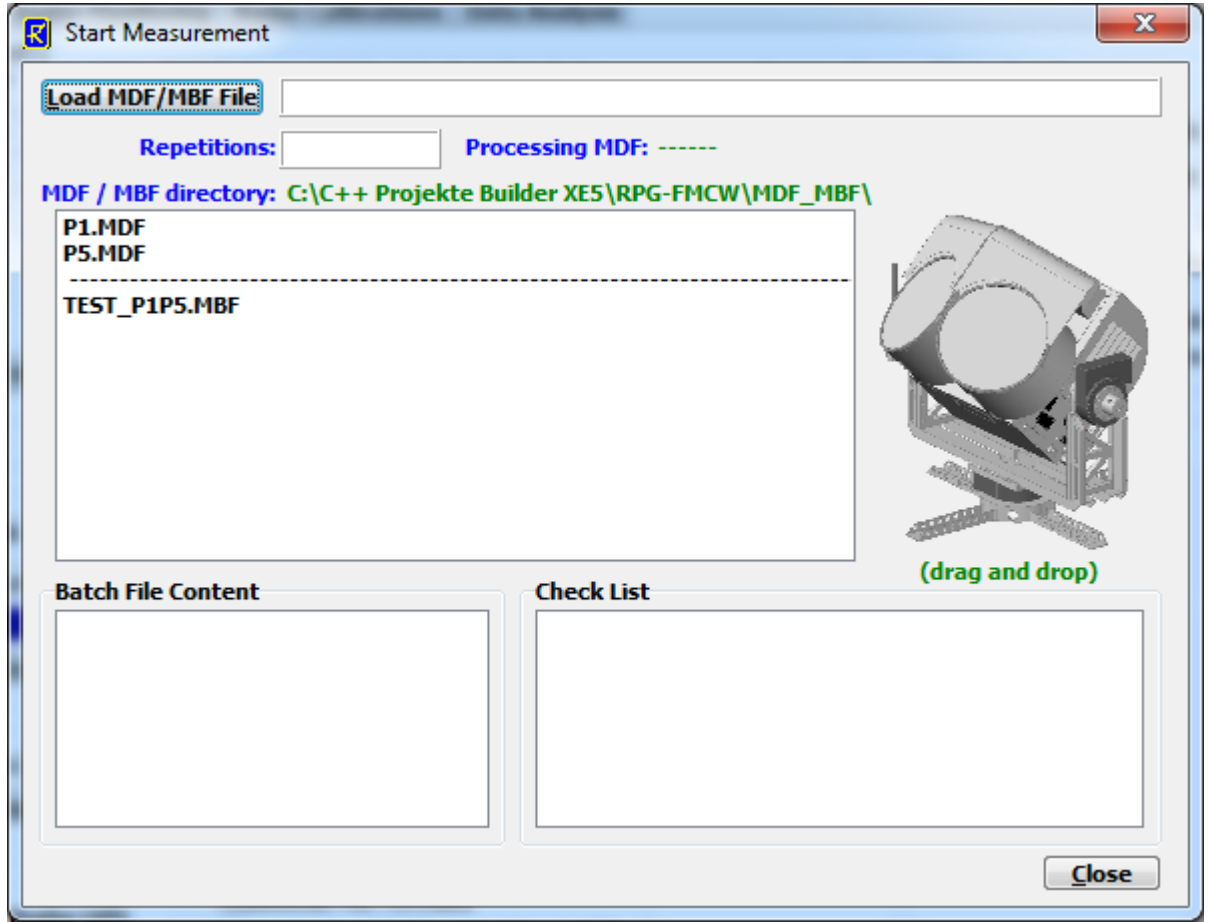 Start Measurement
Load MDF/MBF File
Repetitions:
Processing MDF: ------
MDF / MBF directory: C:\C++ Projekte Builder XE5\RPG-FMCW\MDF_MBF\
P1.MDF
P5.MDF
--------------------------------------------------------------------------------
TEST_P1P5.MBF
(drag and drop)
Batch File Content
Check List
Close